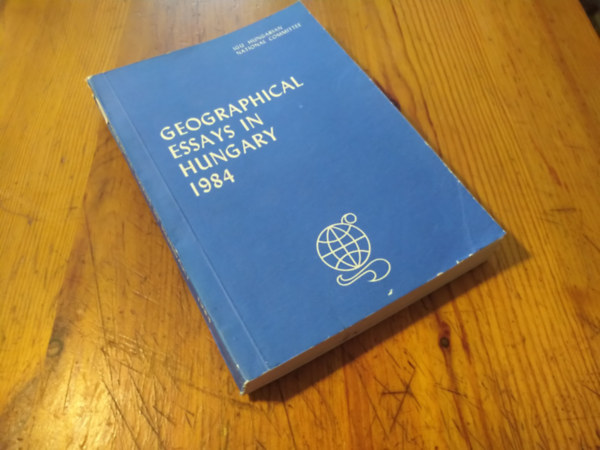 IGU HUNGARIAN
NATIONAL COMMITTEE
GEOGRAPHICAL
ESSAYS IN
HUNGARY
1984